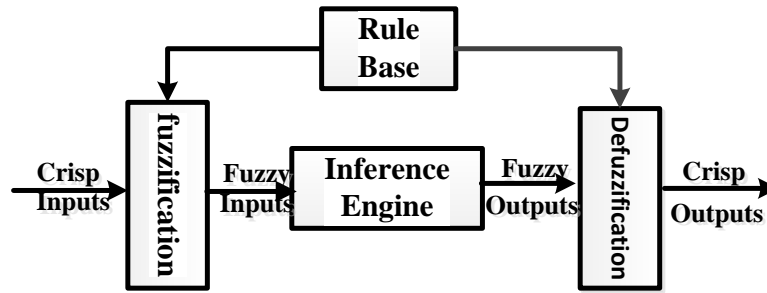 Rule
Base
fuzzification
Defuzzification
Crisp
Inputs
Fuzzy
Inputs
Inference
Engine
Fuzzy
Outputs
Crisp
Outputs